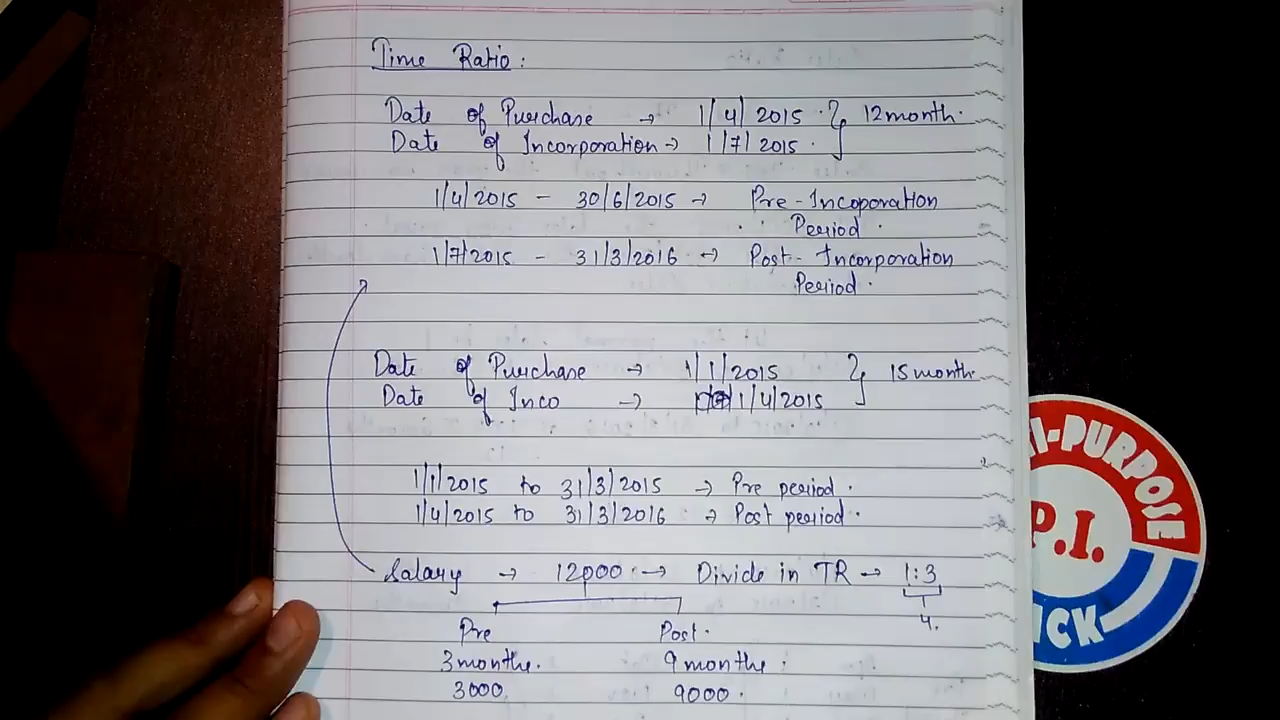 Time Ratio:
Date of Purchase → 1/4/2015 } 12 month.
Date of Incorporation → 1/7/2015.
1/4/2015 - 30/6/2015 → Pre-Incoporation
Period.
1/7/2015 - 31/3/2016 → Post-Incorporation
Period.
Date of Purchase → 1/1/2015 } 15 month
Date of Inco → 1/4/2015
1/1/2015 to 31/3/2015 → Pre period.
1/4/2015 to 31/3/2016 → Post period.
Salary → 12000 → Divide in TR → 1:3
4.
Pre Post.
3 months. 9 months.
3000 9000.
I-PURPOSE
P.I.
ICK